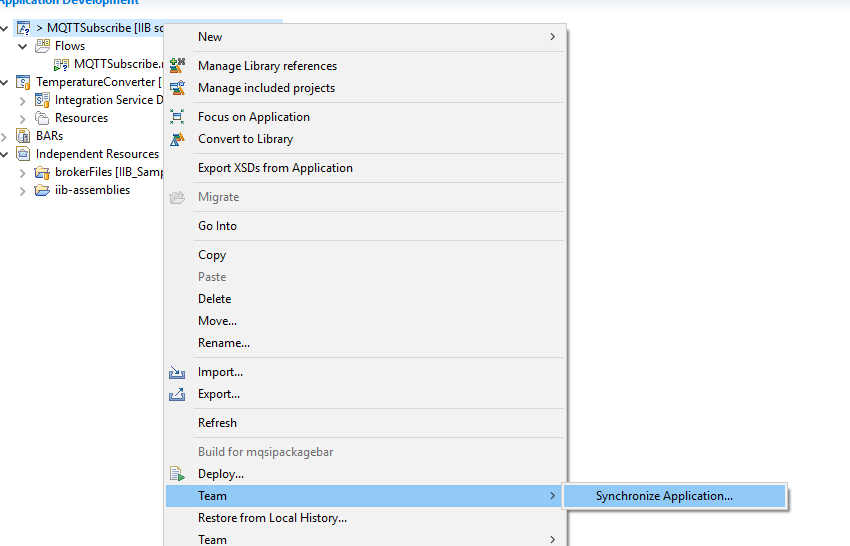 Application Development
> MQTTSubscribe [IIB
Flows
MQTTSubscribe.
TemperatureConverter [
Integration Service D
Resources
BARs
Independent Resources
brokerFiles [IIB_Samp
iib-assemblies
New
Manage Library references
Manage included projects
Focus on Application
Convert to Library
Export XSDs from Application
Migrate
Go Into
Copy
Paste
Delete
Move...
Rename...
Import...
Export...
Refresh
Build for mqsipackagebar
Deploy...
Team
Synchronize Application...
Restore from Local History...
Team